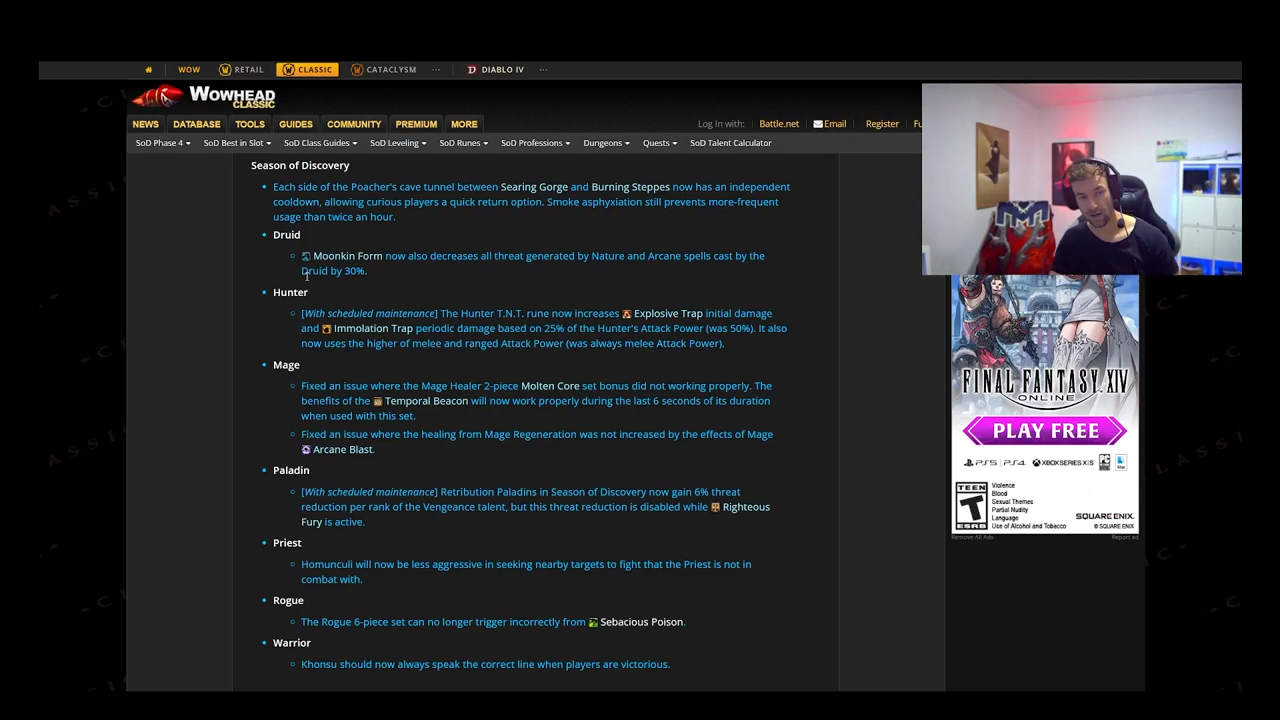 WOW RETAIL CLASSIC CATACLYSM ... DIABLO IV ...
WOWHEAD
CLASSIC
NEWS DATABASE TOOLS GUIDES COMMUNITY PREMIUM MORE Log In with: Battle.net Email Register Fu
SoD Phase 4 SoD Best in Slot SoD Class Guides SoD Leveling SoD Runes SoD Professions Dungeons Quests SoD Talent Calculator
Season of Discovery
Each side of the Poacher's cave tunnel between Searing Gorge and Burning Steppes now has an independent
cooldown, allowing curious players a quick return option. Smoke asphyxiation still prevents more-frequent
usage than twice an hour.
Druid
Moonkin Form now also decreases all threat generated by Nature and Arcane spells cast by the
Druid by 30%.
Hunter
[With scheduled maintenance] The Hunter T.N.T. rune now increases Explosive Trap initial damage
and Immolation Trap periodic damage based on 25% of the Hunter's Attack Power (was 50%). It also
now uses the higher of melee and ranged Attack Power (was always melee Attack Power).
Mage
Fixed an issue where the Mage Healer 2-piece Molten Core set bonus did not working properly. The
benefits of the Temporal Beacon will now work properly during the last 6 seconds of its duration
when used with this set.
Fixed an issue where the healing from Mage Regeneration was not increased by the effects of Mage
Arcane Blast.
Paladin
[With scheduled maintenance] Retribution Paladins in Season of Discovery now gain 6% threat
reduction per rank of the Vengeance talent, but this threat reduction is disabled while Righteous
Fury is active.
Priest
Homunculi will now be less aggressive in seeking nearby targets to fight that the Priest is not in
combat with.
Rogue
The Rogue 6-piece set can no longer trigger incorrectly from Sebacious Poison.
Warrior
Khonsu should now always speak the correct line when players are victorious.
FINAL FANTASY XIV
ONLINE
PLAY FREE
PS5 PS4 XBOX SERIES X|S
TEEN
T
ESRB
Violence
Blood
Sexual Themes
Partial Nudity
Language
Use of Alcohol and Tobacco
SQUARE ENIX
© SQUARE ENIX
Remove All Ads Report ad